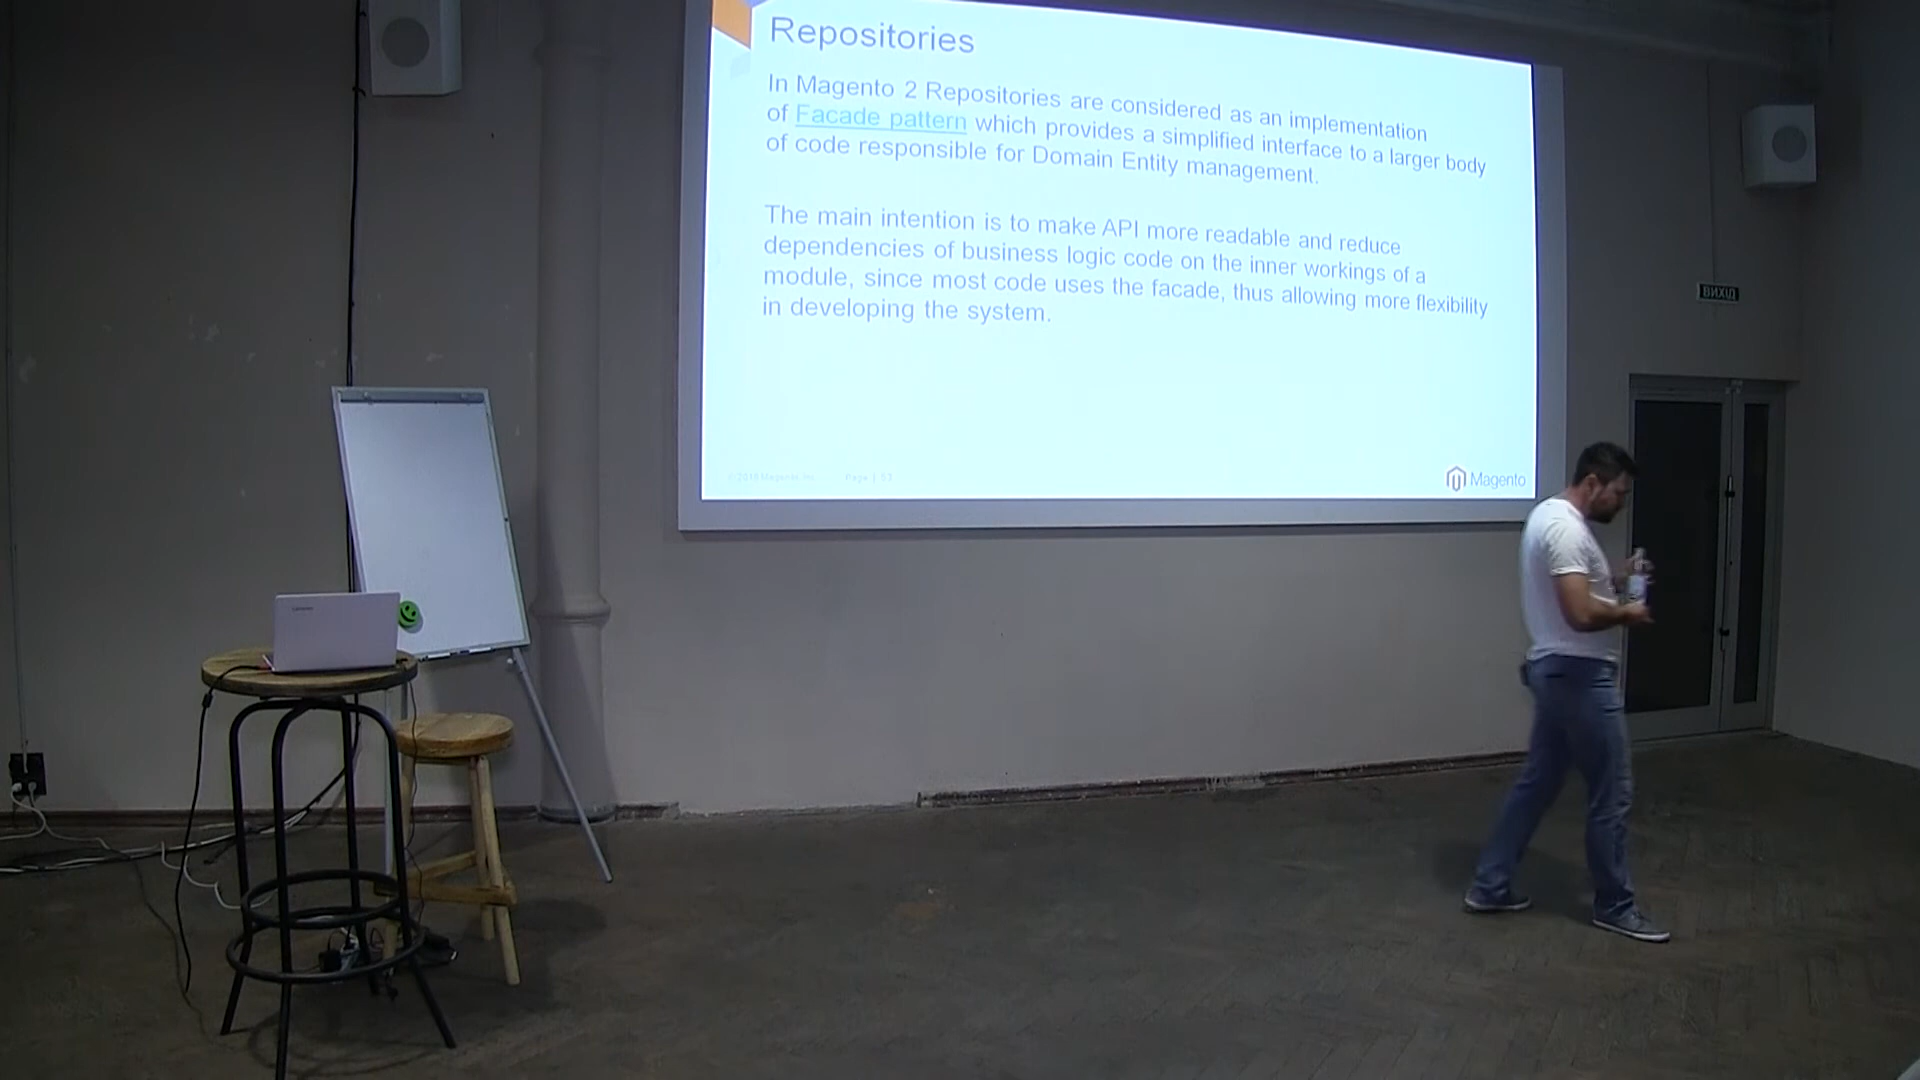 Repositories
In Magento 2 Repositories are considered as an implementation
of Facade pattern which provides a simplified interface to a larger body
of code responsible for Domain Entity management.
The main intention is to make API more readable and reduce
dependencies of business logic code on the inner workings of a
module, since most code uses the facade, thus allowing more flexibility
in developing the system.
Magento
ВИХІД